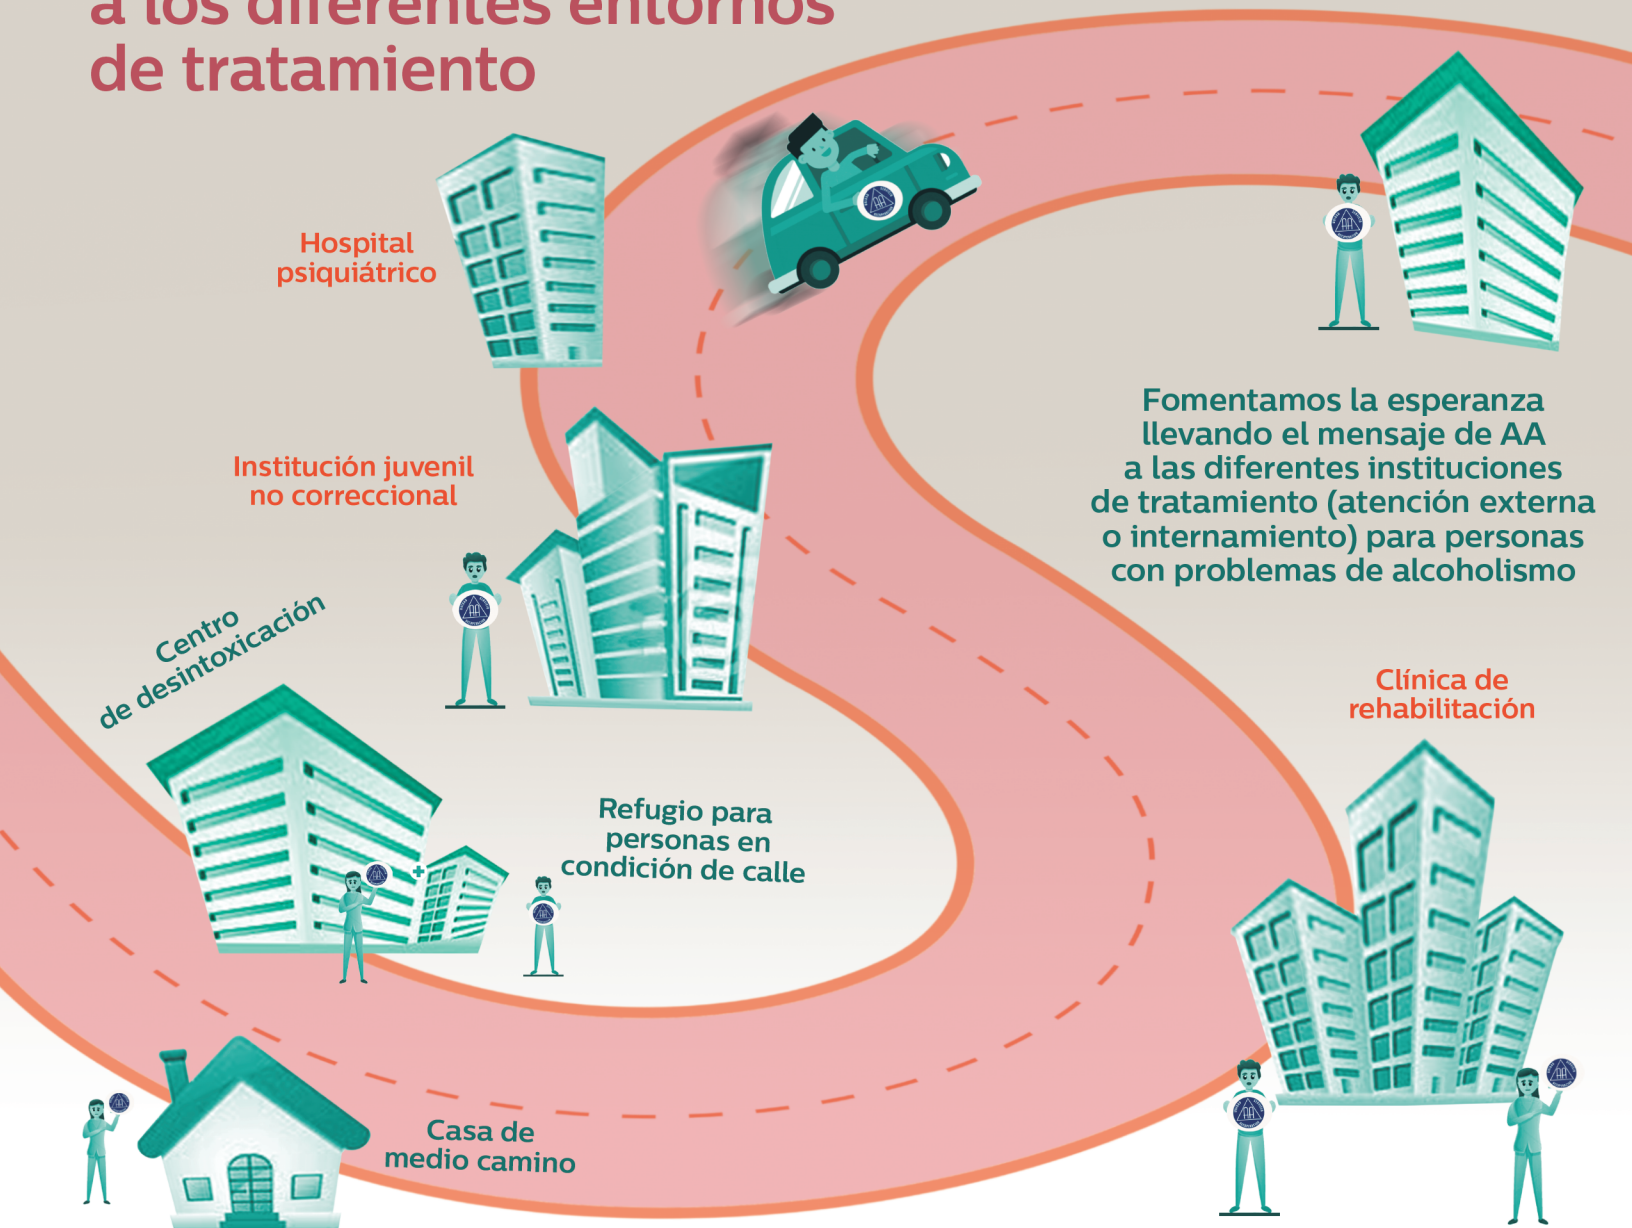 a los diferentes entornos
de tratamiento
Hospital
psiquiátrico
Fomentamos la esperanza
llevando el mensaje de AA
a las diferentes instituciones
de tratamiento (atención externa
o internamiento) para personas
con problemas de alcoholismo
Institución juvenil
no correccional
Centro
de desintoxicación
Clínica de
rehabilitación
Refugio para
personas en
condición de calle
Casa de
medio camino